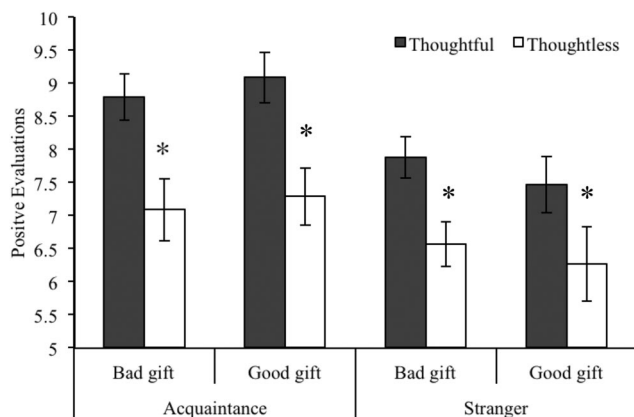 10
9.5
9
8.5
8
7.5
7
6.5
6
5.5
5
Positve Evaluations
Thoughtful Thoughtless
* * * *
Bad gift Good gift Bad gift Good gift
Acquaintance Stranger